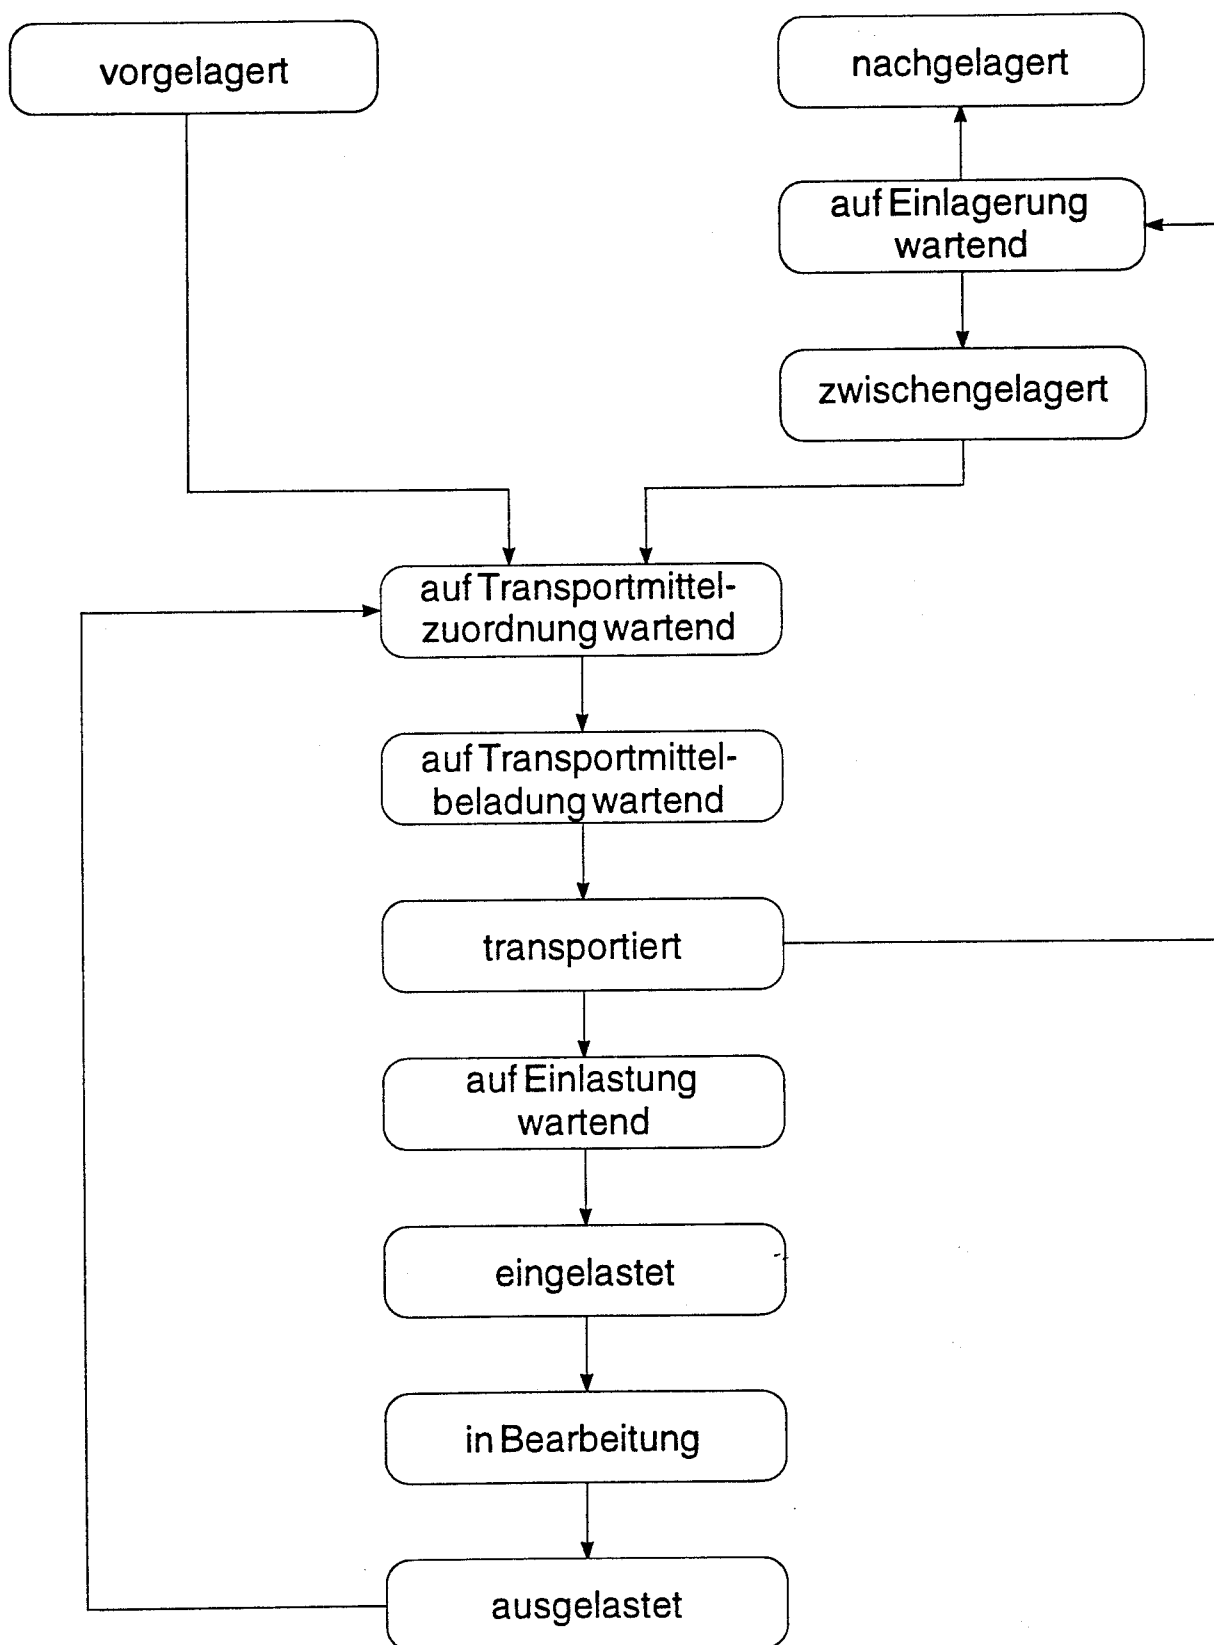 vorgelagert
nachgelagert
auf Einlagerung
wartend
zwischengelagert
auf Transportmittel-
zuordnung wartend
auf Transportmittel-
beladung wartend
transportiert
auf Einlastung
wartend
eingelastet
in Bearbeitung
ausgelastet